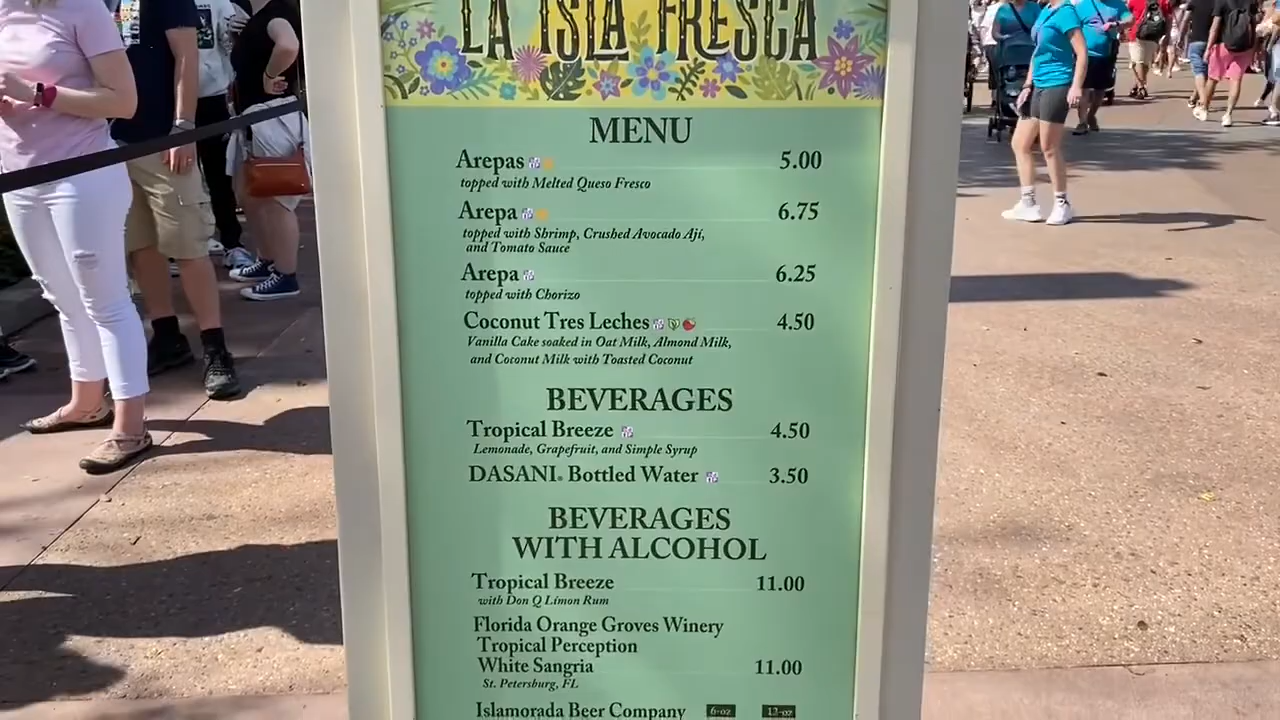 LA ISLA FRESCA
MENU
Arepas 5.00
topped with Melted Queso Fresco
Arepa 6.75
topped with Shrimp, Crushed Avocado Ají,
and Tomato Sauce
Arepa 6.25
topped with Chorizo
Coconut Tres Leches 4.50
Vanilla Cake soaked in Oat Milk, Almond Milk,
and Coconut Milk with Toasted Coconut
BEVERAGES
Tropical Breeze 4.50
Lemonade, Grapefruit, and Simple Syrup
DASANI® Bottled Water 3.50
BEVERAGES
WITH ALCOHOL
Tropical Breeze 11.00
with Don Q Limon Rum
Florida Orange Groves Winery
Tropical Perception
White Sangria 11.00
St. Petersburg, FL
Islamorada Beer Company 6-oz 12-oz